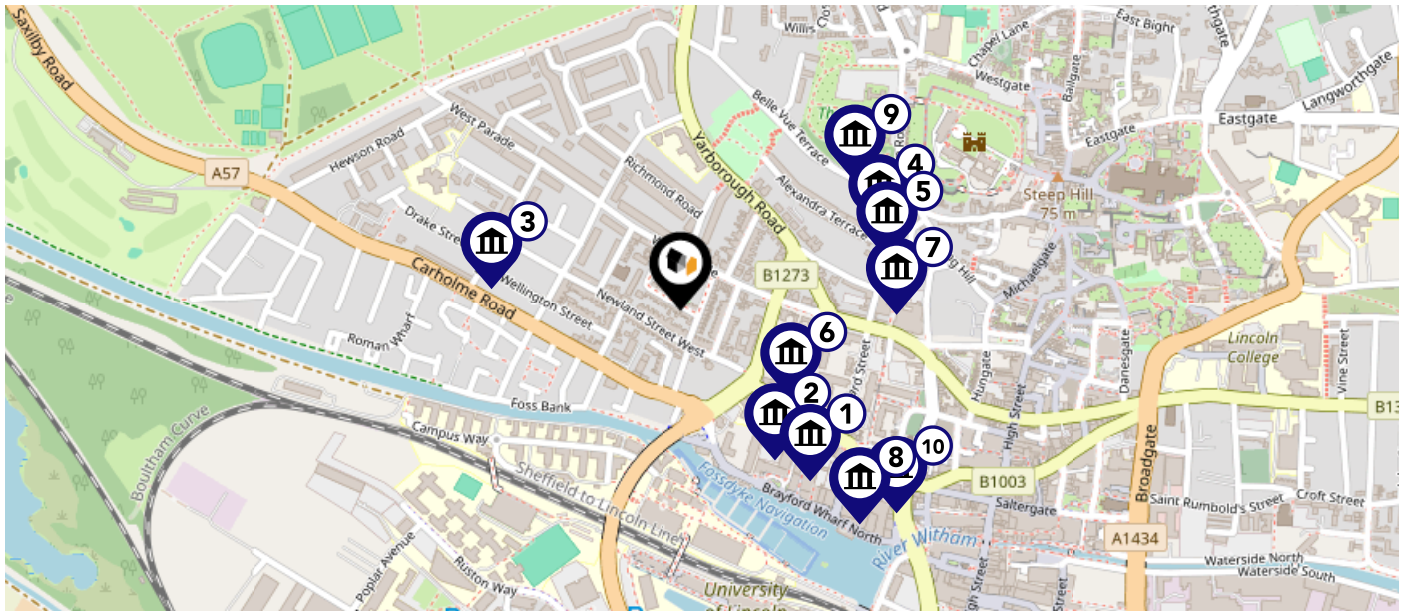 Saxilby Road
Willis
Chapel Lane
East Bight
Westgate
Bailgate
Langworthgate
Eastgate
Eastgate
Belle Vue Terrace
9
4
5
7
3
6
2
1
8
10
West Parade
Hewson Road
Yarborough Road
Richmond Road
Alexandra Terrace
A57
Steep Hill
75 m
Michaelgate
Carholme Road
Wellington Street
Newland Street West
B1273
Roman Wharf
Lincoln
College
Vine Street
Danesgate
Hungate
High Street
Foss Bank
Campus Way
Boultham Curve
Sheffield to Lincoln Line
Fossdyke Navigation
Brayford Wharf North
B1003
Broadgate
Saint Rumbold's Street
Croft Street
Saltergate
A1434
River Witham
Waterside North
Waterside South
Poplar Avenue
Ruston Way
University
of Lincoln